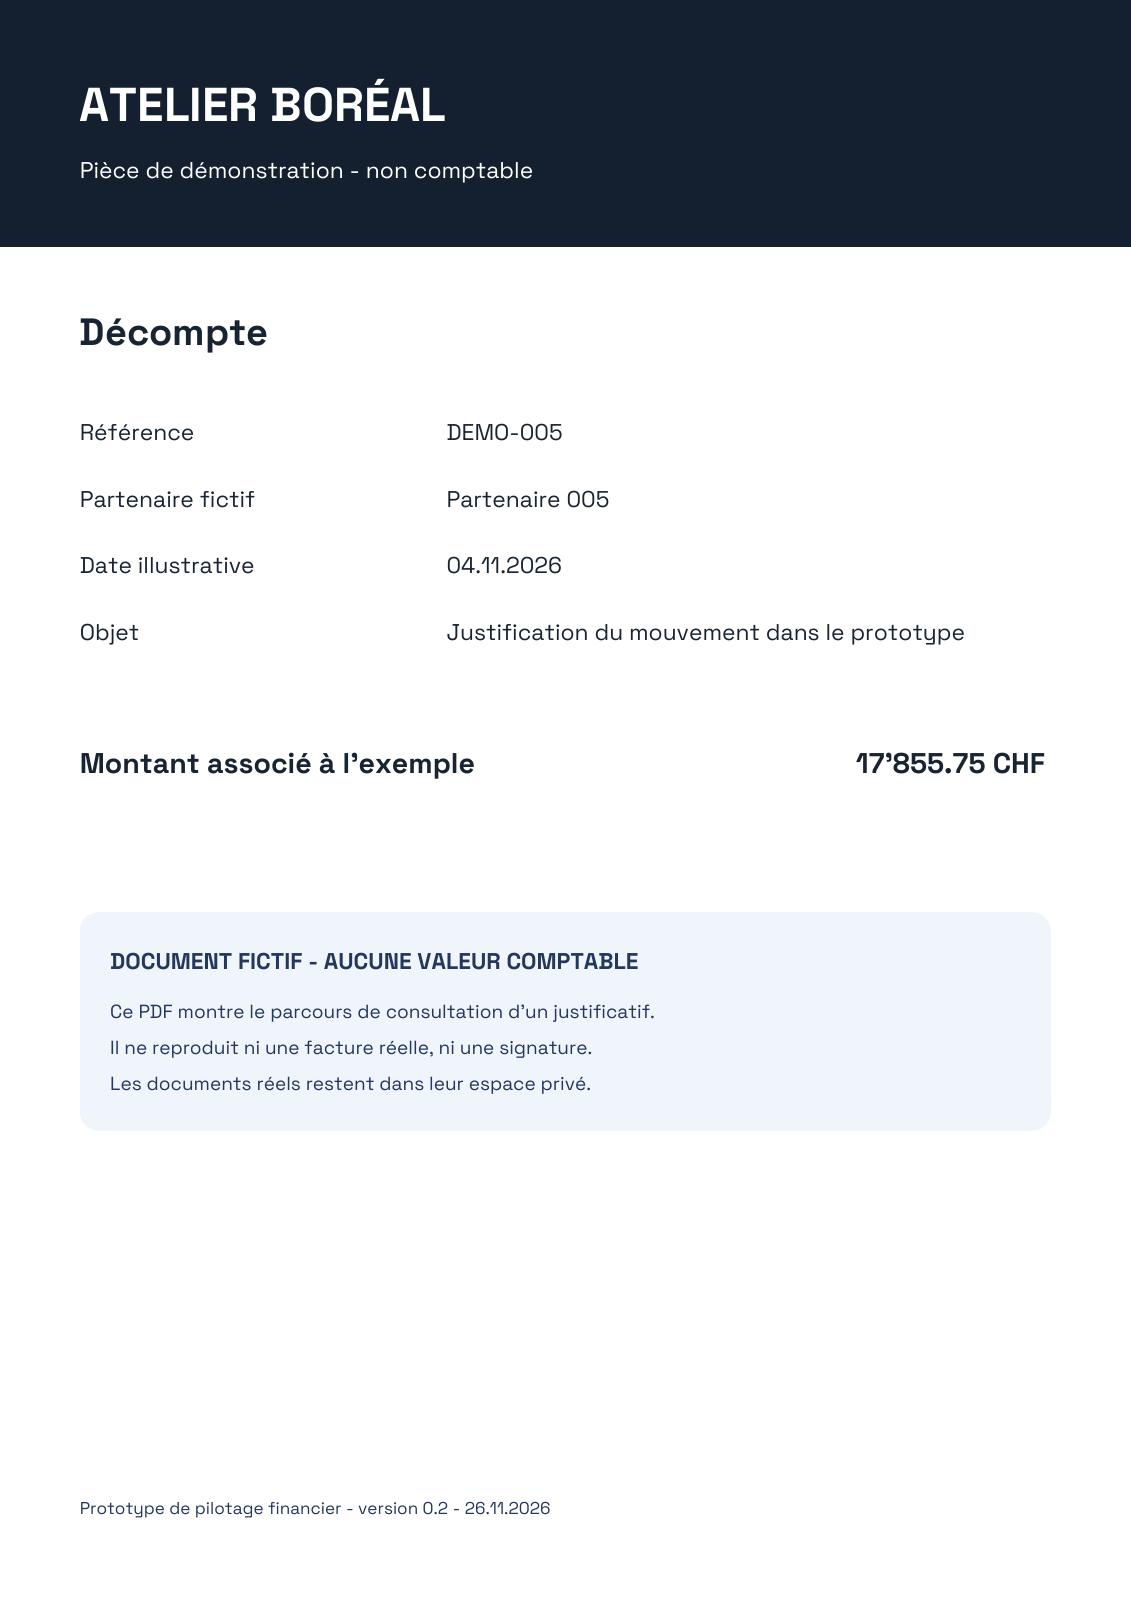 ATELIER BORÉAL
Pièce de démonstration - non comptable
Décompte
Référence DEMO-005
Partenaire fictif Partenaire 005
Date illustrative 04.11.2026
Objet Justification du mouvement dans le prototype
Montant associé à l’exemple 17’855.75 CHF
DOCUMENT FICTIF - AUCUNE VALEUR COMPTABLE
Ce PDF montre le parcours de consultation d’un justificatif.
Il ne reproduit ni une facture réelle, ni une signature.
Les documents réels restent dans leur espace privé.
Prototype de pilotage financier - version 0.2 - 26.11.2026